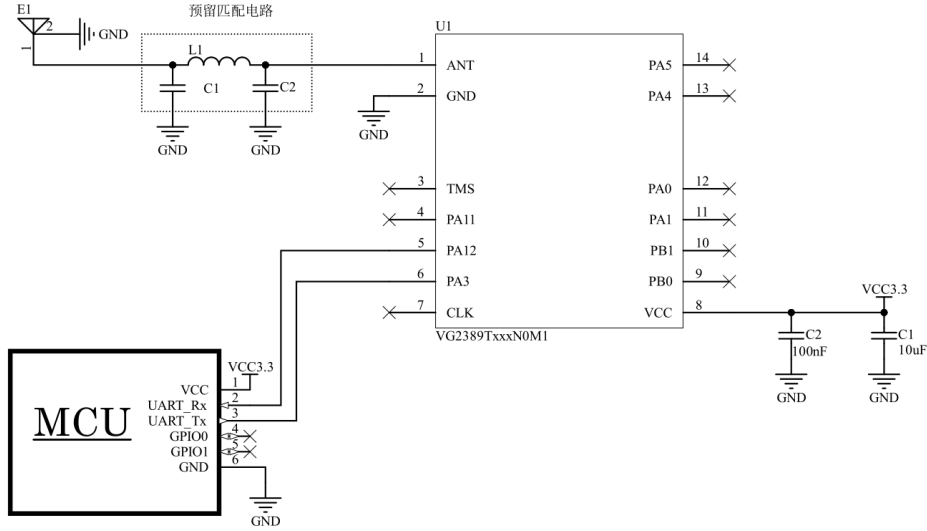 E1
预留匹配电路
2
GND
1
L1
C1
C2
GND
GND
U1
1
ANT
2
GND
GND
3
TMS
4
PA11
5
PA12
6
PA3
7
CLK
PA5
14
PA4
13
PA0
12
PA1
11
PB1
10
PB0
9
VCC
8
VG2389TxxxN0M1
VCC3.3
C2
100nF
C1
10uF
GND
GND
MCU
VCC3.3
VCC
1
UART_Rx
2
UART_Tx
3
GPIO0
4
GPIO1
5
GND
6
GND